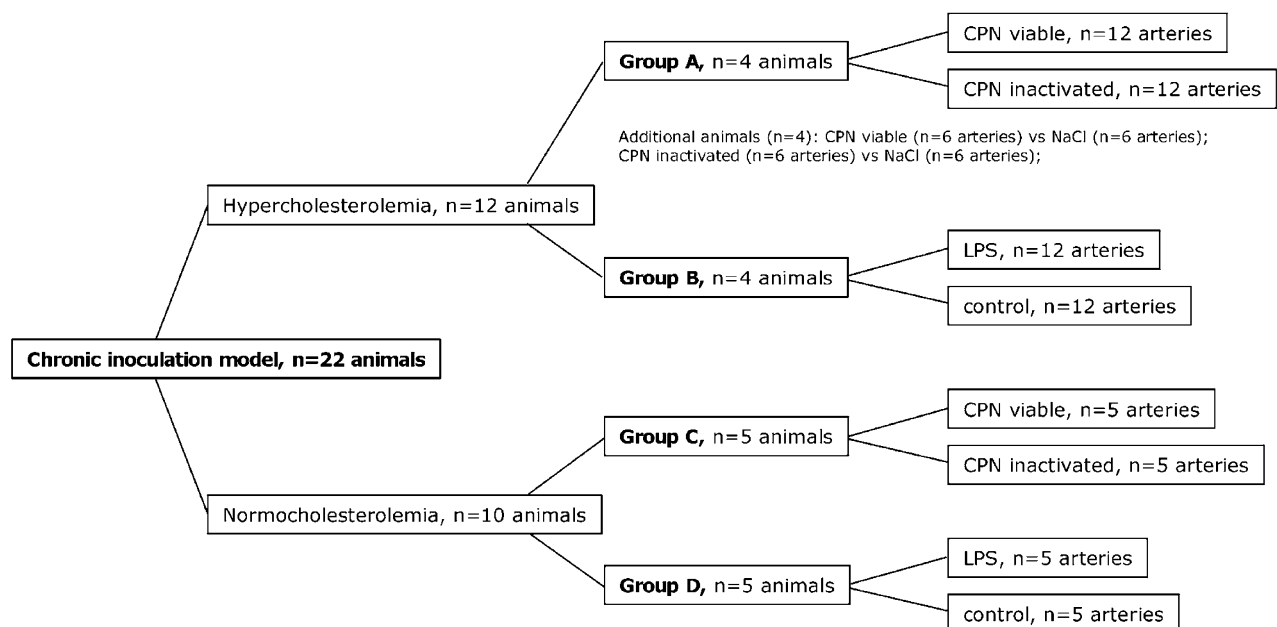 CPN viable, n=12 arteries
Group A, n=4 animals
CPN inactivated, n=12 arteries
Additional animals (n=4): CPN viable (n=6 arteries) vs NaCl (n=6 arteries);
CPN inactivated (n=6 arteries) vs NaCl (n=6 arteries);
Hypercholesterolemia, n=12 animals
LPS, n=12 arteries
Group B, n=4 animals
control, n=12 arteries
Chronic inoculation model, n=22 animals
CPN viable, n=5 arteries
Group C, n=5 animals
CPN inactivated, n=5 arteries
Normocholesterolemia, n=10 animals
LPS, n=5 arteries
Group D, n=5 animals
control, n=5 arteries